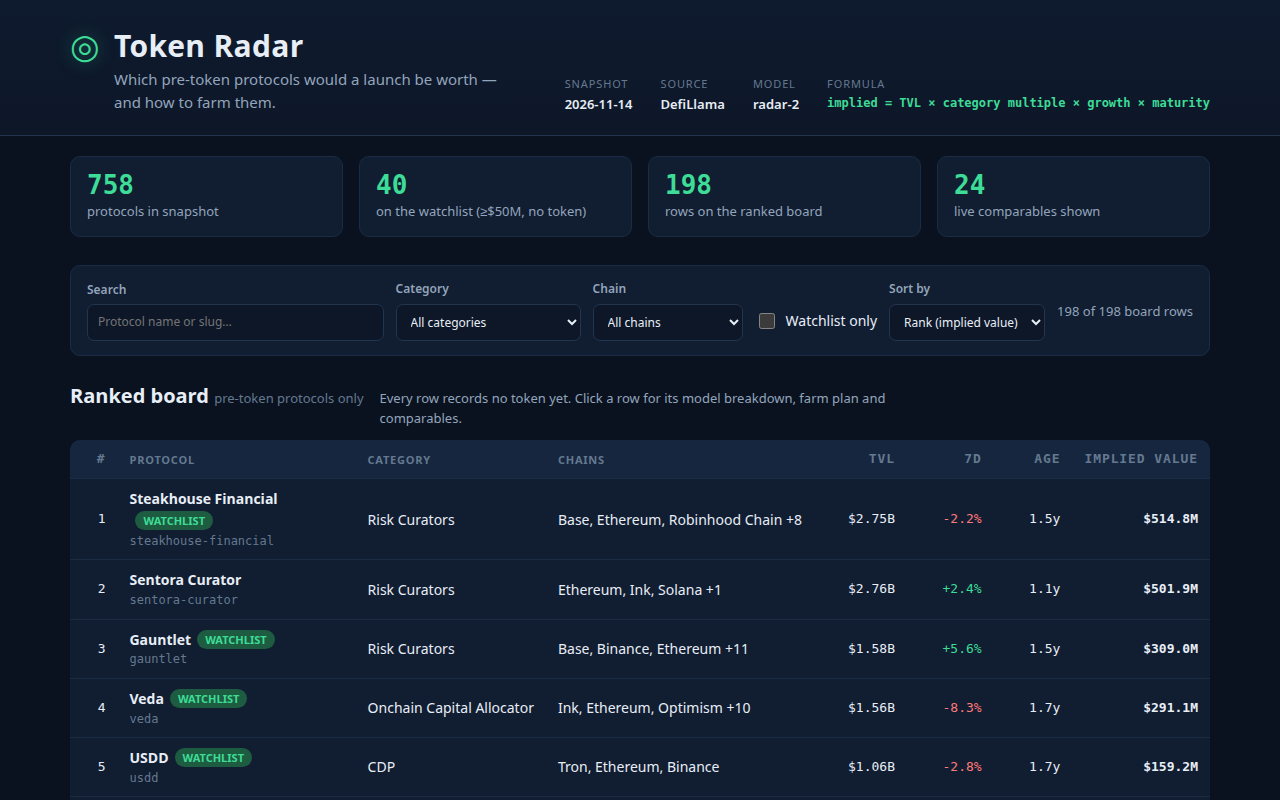 Token Radar
Which pre-token protocols would a launch be worth —
and how to farm them.
SNAPSHOT
2026-11-14
SOURCE
DefiLlama
MODEL
radar-2
FORMULA
implied = TVL × category multiple × growth × maturity
758
protocols in snapshot
40
on the watchlist (≥$50M, no token)
198
rows on the ranked board
24
live comparables shown
Search
Protocol name or slug...
Category
All categories
Chain
All chains
Watchlist only
Sort by
Rank (implied value)
198 of 198 board rows
Ranked board pre-token protocols only
Every row records no token yet. Click a row for its model breakdown, farm plan and
comparables.
# PROTOCOL CATEGORY CHAINS TVL 7D AGE IMPLIED VALUE
Steakhouse Financial
WATCHLIST
1 Risk Curators Base, Ethereum, Robinhood Chain +8 $2.75B -2.2% 1.5y $514.8M
steakhouse-financial
Sentora Curator
2 Risk Curators Ethereum, Ink, Solana +1 $2.76B +2.4% 1.1y $501.9M
sentora-curator
Gauntlet WATCHLIST
3 Risk Curators Base, Binance, Ethereum +11 $1.58B +5.6% 1.5y $309.0M
gauntlet
Veda WATCHLIST
4 Onchain Capital Allocator Ink, Ethereum, Optimism +10 $1.56B -8.3% 1.7y $291.1M
veda
USDD WATCHLIST
5 CDP Tron, Ethereum, Binance $1.06B -2.8% 1.7y $159.2M
usdd